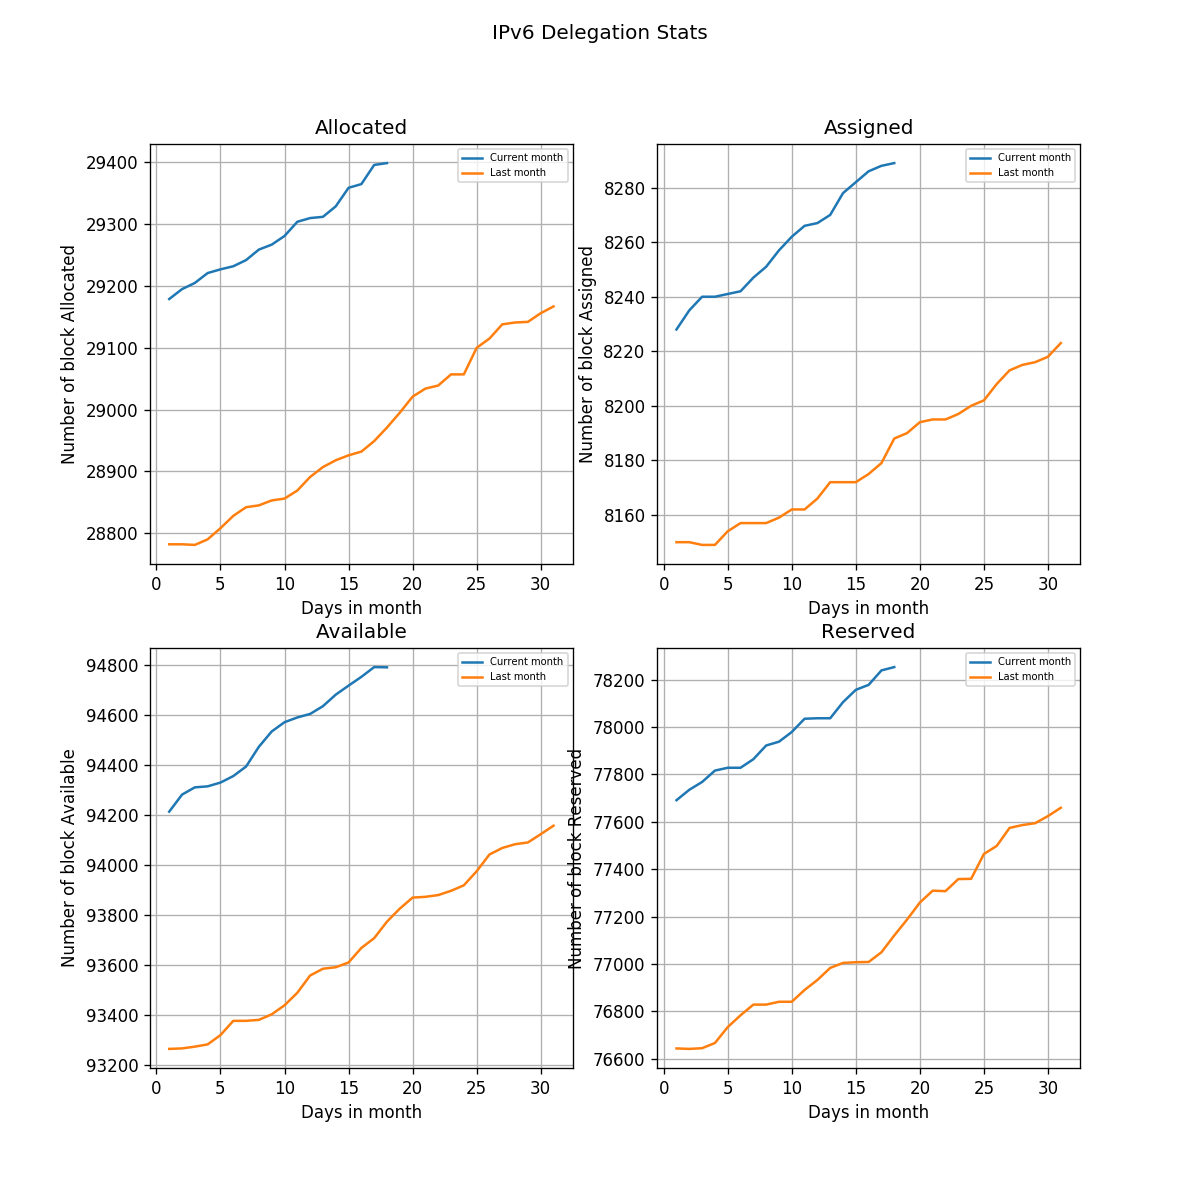 IPv6 Delegation Stats
Allocated
Number of block Allocated
29400
29300
29200
29100
29000
28900
28800
Current month
Last month
0 5 10 15 20 25 30
Days in month
Assigned
Number of block Assigned
8280
8260
8240
8220
8200
8180
8160
Current month
Last month
0 5 10 15 20 25 30
Days in month
Available
Number of block Available
94800
94600
94400
94200
94000
93800
93600
93400
93200
Current month
Last month
0 5 10 15 20 25 30
Days in month
Reserved
Number of block Reserved
78200
78000
77800
77600
77400
77200
77000
76800
76600
Current month
Last month
0 5 10 15 20 25 30
Days in month